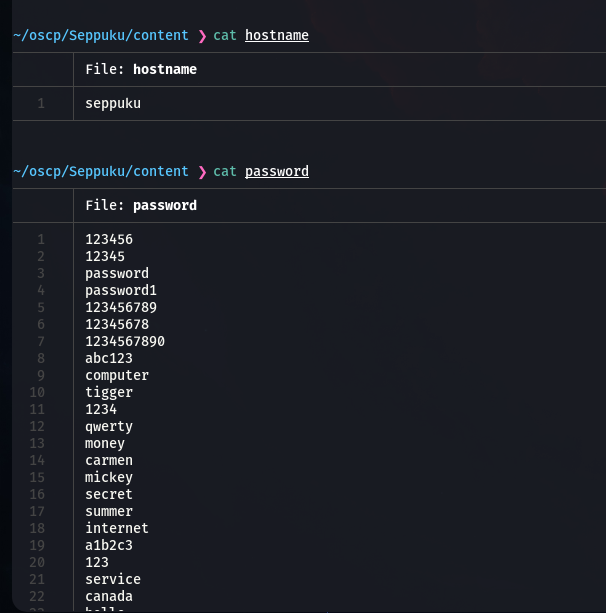 ~/oscp/Seppuku/content ❯ cat hostname
File: hostname
1 seppuku
~/oscp/Seppuku/content ❯ cat password
File: password
1 123456
2 12345
3 password
4 password1
5 123456789
6 12345678
7 1234567890
8 abc123
9 computer
10 tigger
11 1234
12 qwerty
13 money
14 carmen
15 mickey
16 secret
17 summer
18 internet
19 a1b2c3
20 123
21 service
22 canada